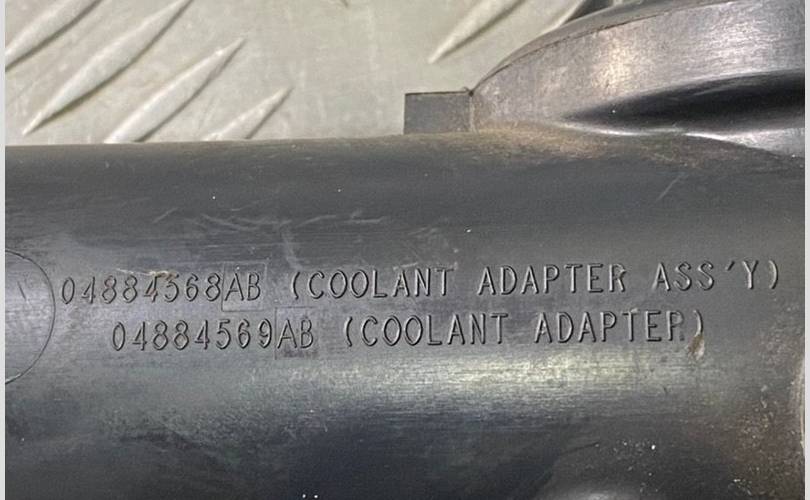 04884568AB (COOLANT ADAPTER ASS'Y)
04884569AB (COOLANT ADAPTER)